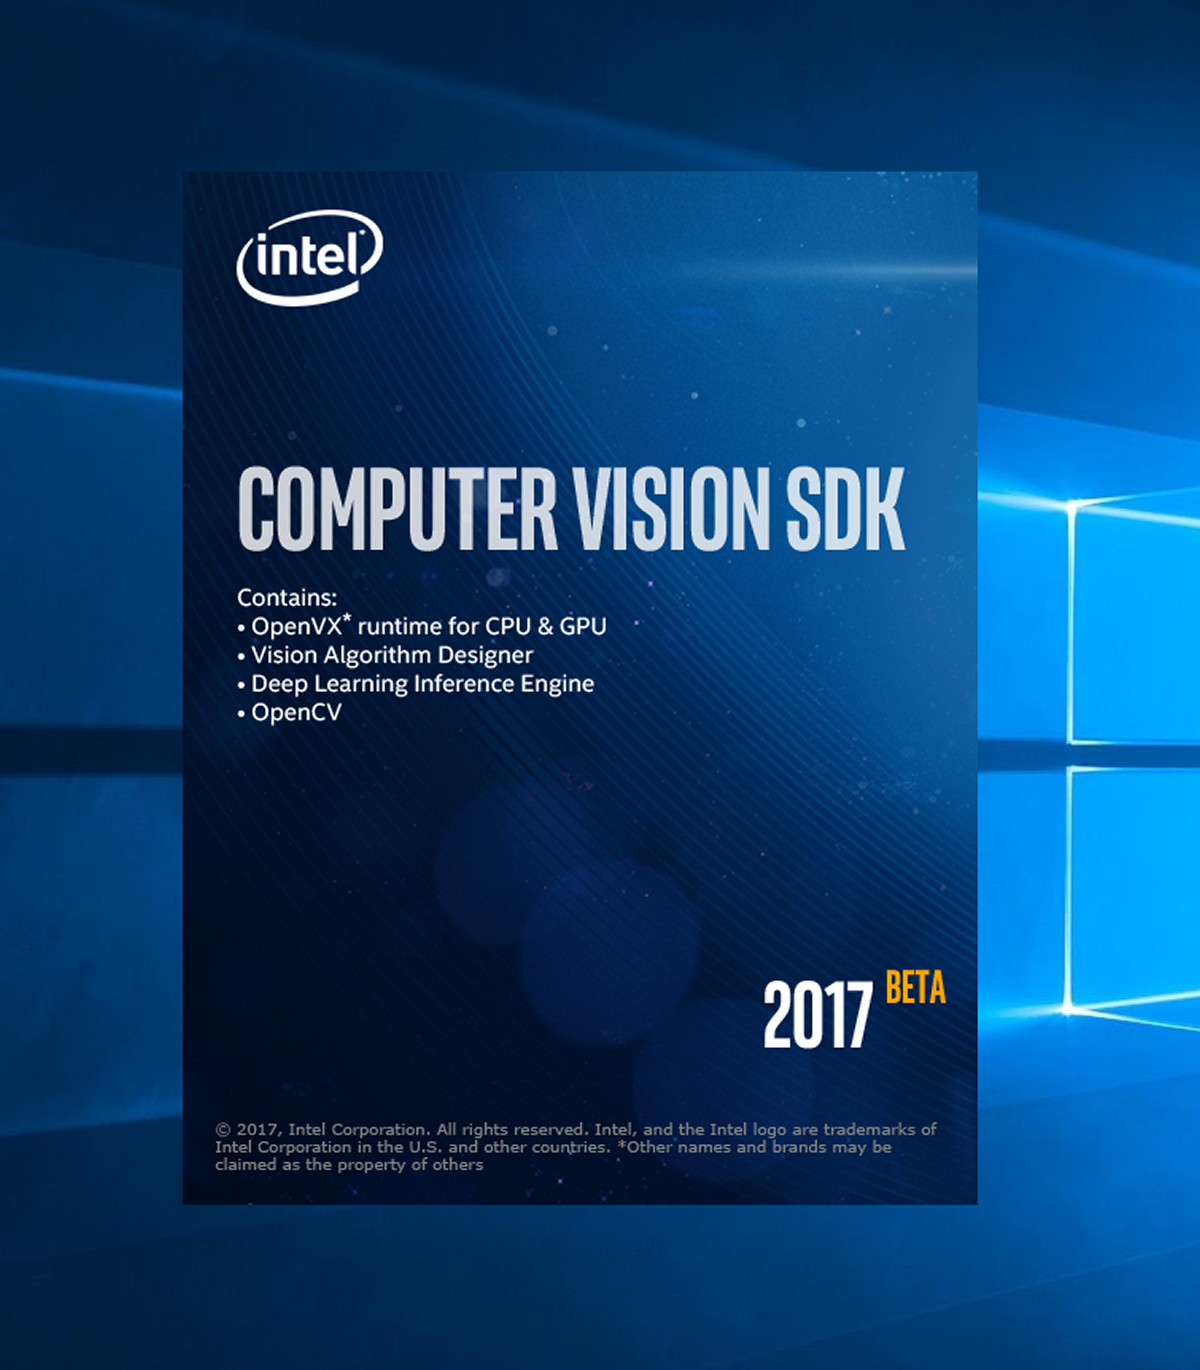 intel
COMPUTER VISION SDK
Contains:
• OpenVX* runtime for CPU & GPU
• Vision Algorithm Designer
• Deep Learning Inference Engine
• OpenCV
2017 BETA
© 2017, Intel Corporation. All rights reserved. Intel, and the Intel logo are trademarks of
Intel Corporation in the U.S. and other countries. *Other names and brands may be
claimed as the property of others